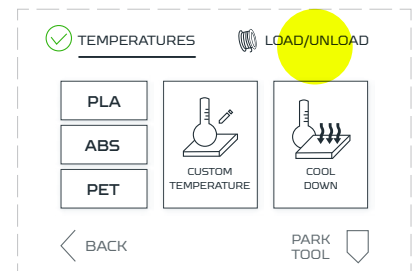 TEMPERATURES
LOAD/UNLOAD
PLA
ABS
PET
CUSTOM
TEMPERATURE
COOL
DOWN
BACK
PARK
TOOL